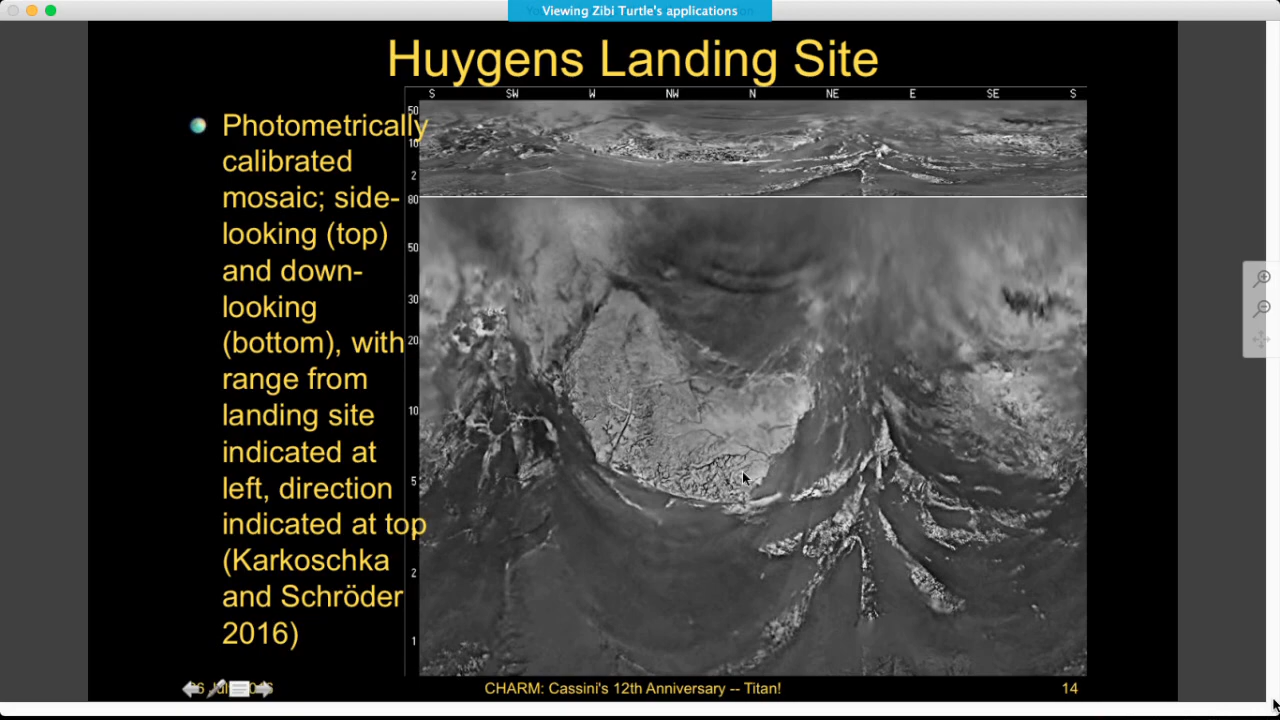 Viewing Zibi Turtle's applications
Huygens Landing Site
S SW W NW N NE E SE S
50
10
2
80
50
30
20
10
5
2
1
Photometrically
calibrated
mosaic; side-
looking (top)
and down-
looking
(bottom), with
range from
landing site
indicated at
left, direction
indicated at top
(Karkoschka
and Schröder
2016)
CHARM: Cassini's 12th Anniversary -- Titan!
14